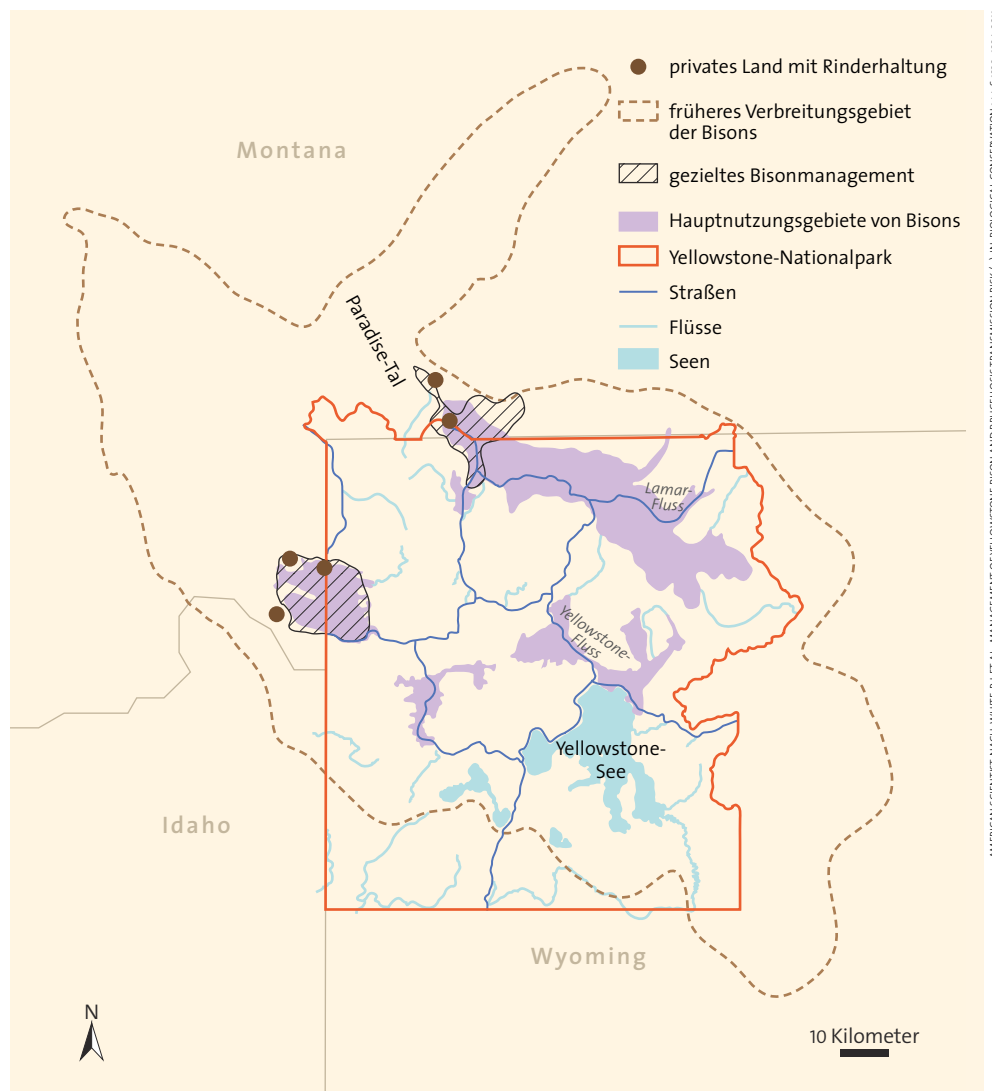 privates Land mit Rinderhaltung
früheres Verbreitungsgebiet
der Bisons
gezieltes Bisonmanagement
Hauptnutzungsgebiete von Bisons
Yellowstone-Nationalpark
Straßen
Flüsse
Seen
Montana
Paradise-Tal
Lamar-
Fluss
Yellowstone-
Fluss
Yellowstone-
See
Idaho
Wyoming
N
10 Kilometer